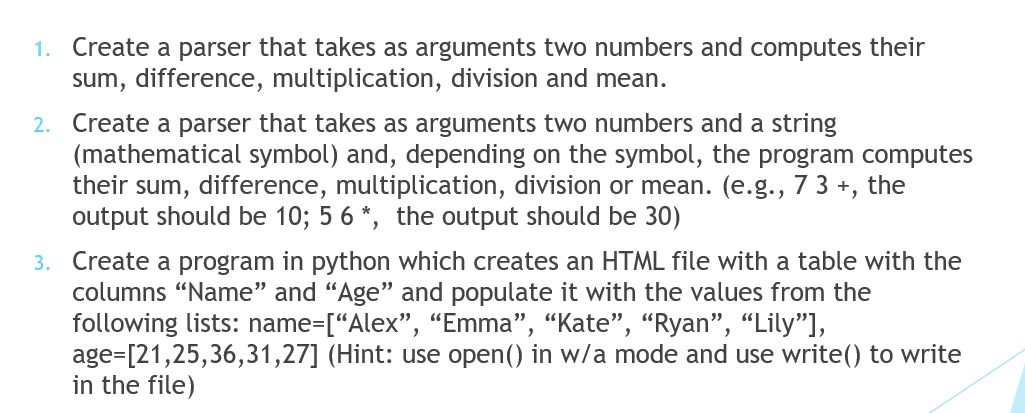 1. Create a parser that takes as arguments two numbers and computes their
sum, difference, multiplication, division and mean.
2. Create a parser that takes as arguments two numbers and a string
(mathematical symbol) and, depending on the symbol, the program computes
their sum, difference, multiplication, division or mean. (e.g., 7 3 +, the
output should be 10; 5 6 *,  the output should be 30)
3. Create a program in python which creates an HTML file with a table with the
columns “Name” and “Age” and populate it with the values from the
following lists: name=[“Alex”, “Emma”, “Kate”, “Ryan”, “Lily”],
age=[21,25,36,31,27] (Hint: use open() in w/a mode and use write() to write
in the file)